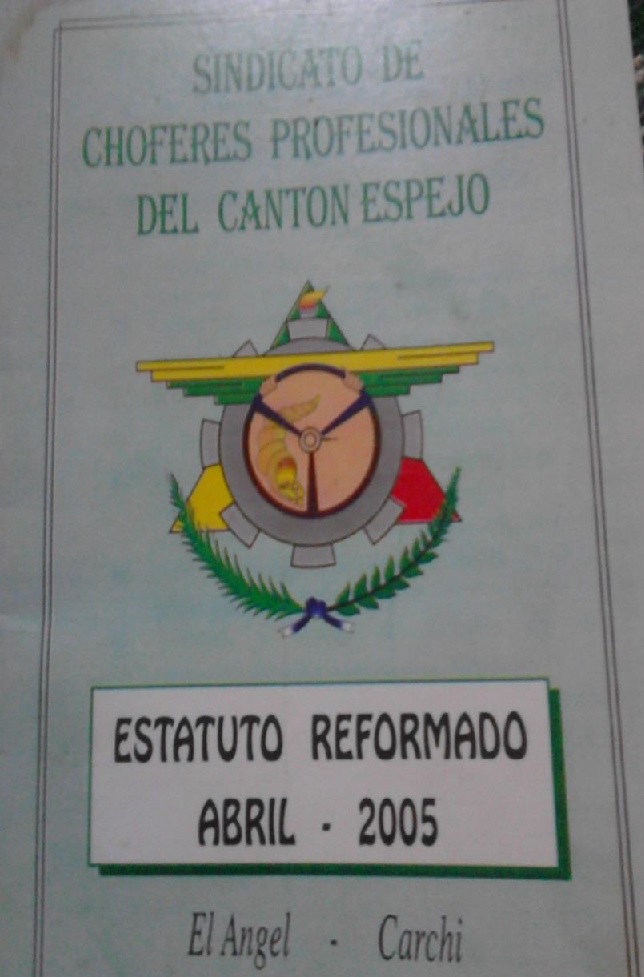 SINDICATO DE
CHOFERES PROFESIONALES
DEL CANTON ESPEJO
ESTATUTO REFORMADO
ABRIL - 2005
El Angel - Carchi